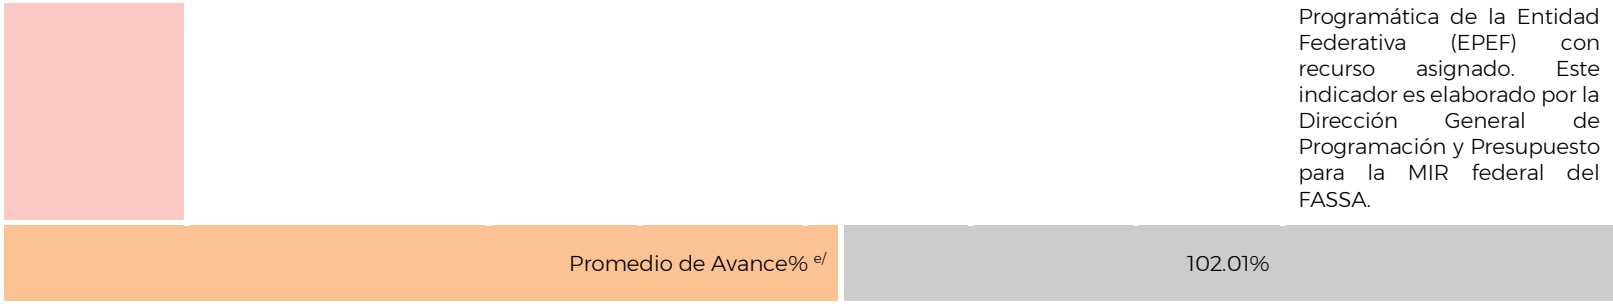 Programática de la Entidad
Federativa (EPEF) con
recurso asignado. Este
indicador es elaborado por la
Dirección General de
Programación y Presupuesto
para la MIR federal del
FASSA.
Promedio de Avance% e/
102.01%